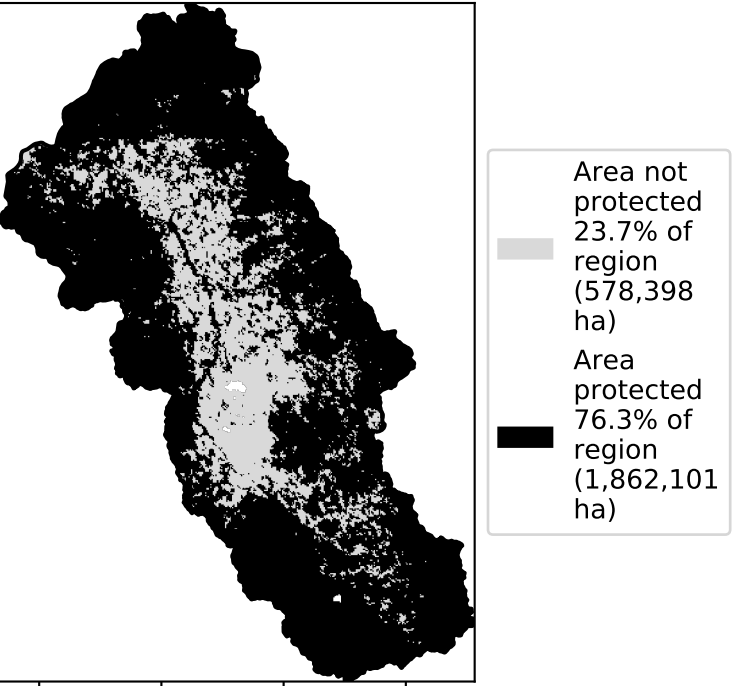 Area not
protected
23.7% of
region
(578,398
ha)
Area
protected
76.3% of
region
(1,862,101
ha)